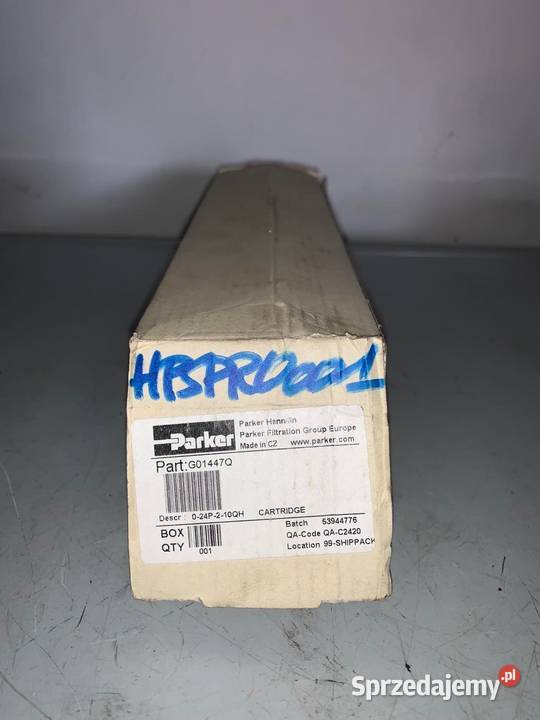 HBSPRU0001
Parker
Parker Hannifin
Parker Filtration Group Europe
Made in CZ www.parker.com
Part:G01447Q
Descr : 0-24P-2-10QH CARTRIDGE
BOX
QTY 001
Batch 53944776
QA-Code QA-C2420
Location 99-SHIPPACK
Sprzedajemy.pl